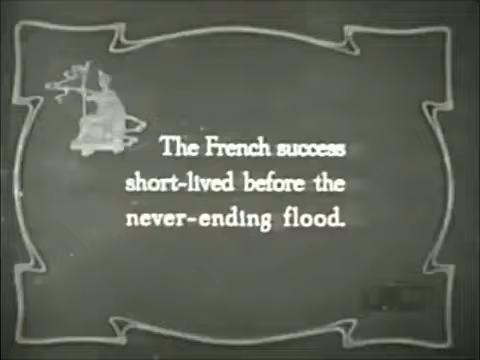 The French success
short-lived before the
never-ending flood.